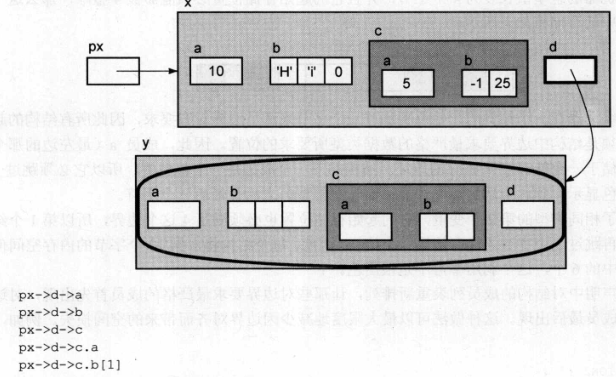 x
px
a
b
c
d
10
'H' 'i' 0
a
b
5
-1 25
y
a
b
c
d
a
b
px->d->a
px->d->b
px->d->c
px->d->c.a
px->d->c.b[1]